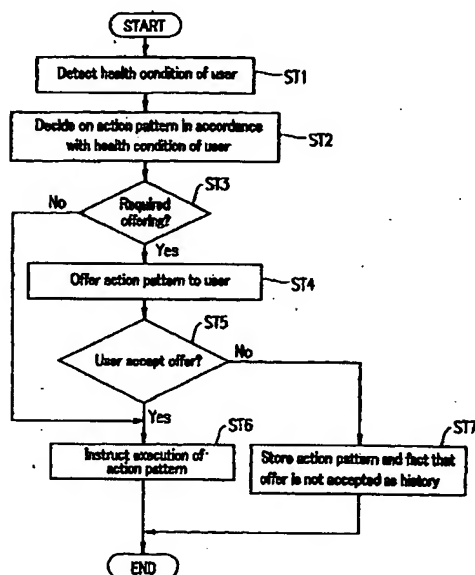 START
Detect health condition of user
ST1
Decide on action pattern in accordance
with health condition of user
ST2
ST3
Required
offering?
No
Yes
Offer action pattern to user
ST4
ST5
User accept offer?
No
Yes
ST6
Instruct execution of
action pattern
ST7
Store action pattern and fact that
offer is not accepted as history
END